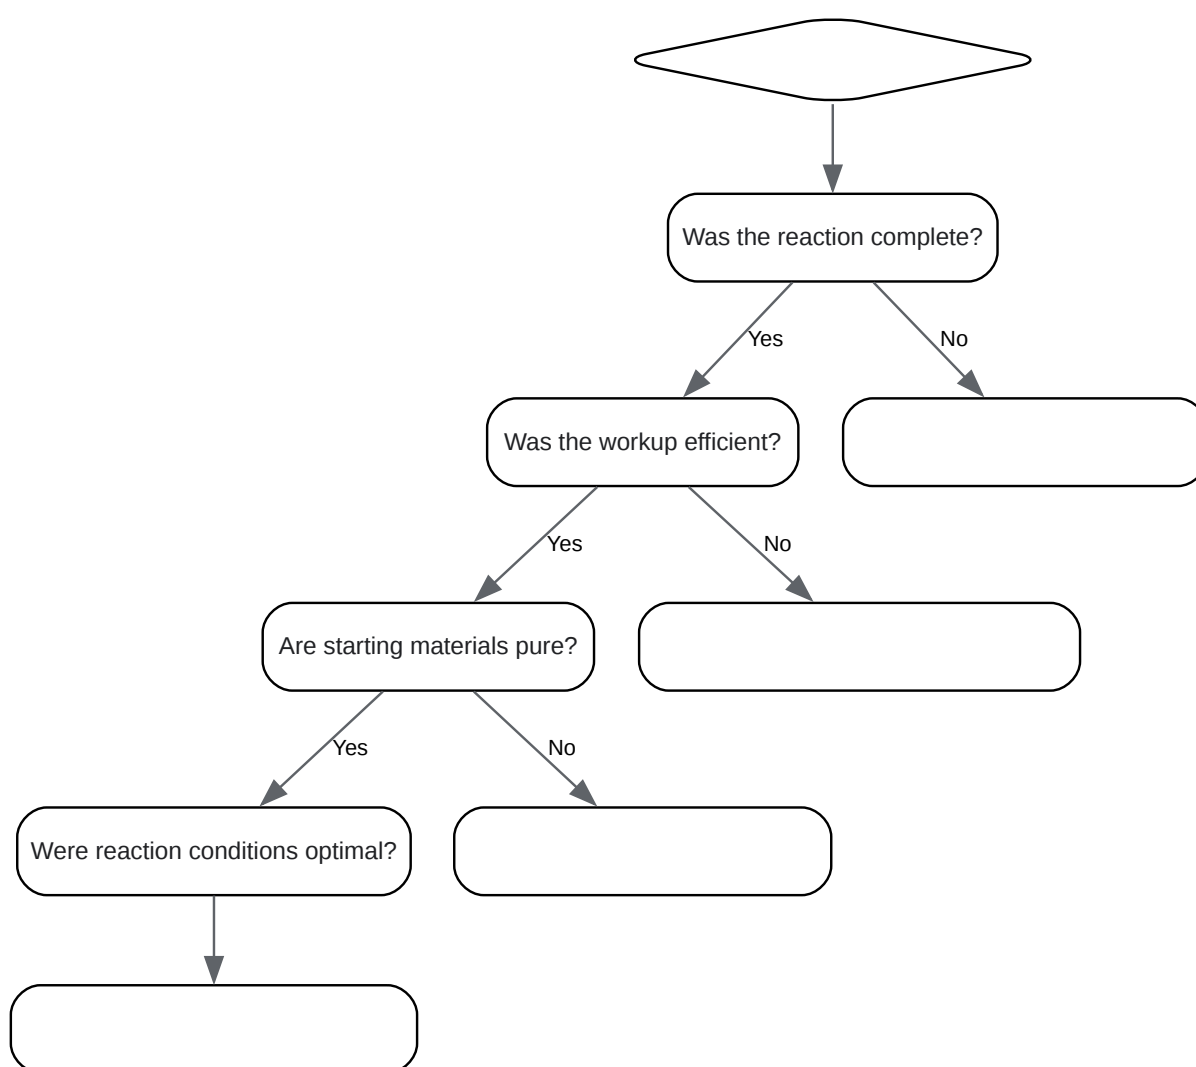 Was the reaction complete?
Yes
No
Was the workup efficient?
Yes
No
Are starting materials pure?
Yes
No
Were reaction conditions optimal?